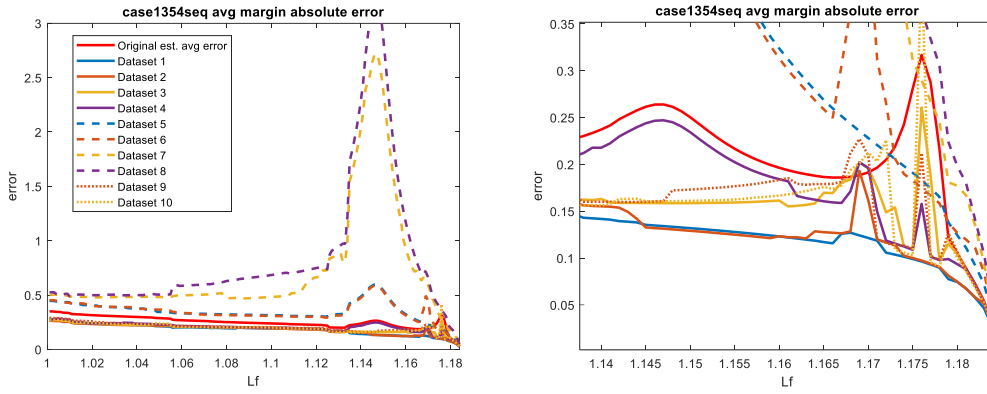 case1354seq avg margin absolute error
3
2.5
2
1.5
1
0.5
0
error
Original est. avg error
Dataset 1
Dataset 2
Dataset 3
Dataset 4
Dataset 5
Dataset 6
Dataset 7
Dataset 8
Dataset 9
Dataset 10
1 1.02 1.04 1.06 1.08 1.1 1.12 1.14 1.16 1.18
Lf
case1354seq avg margin absolute error
0.35
0.3
0.25
0.2
0.15
0.1
0.05
error
1.14 1.145 1.15 1.155 1.16 1.165 1.17 1.175 1.18
Lf